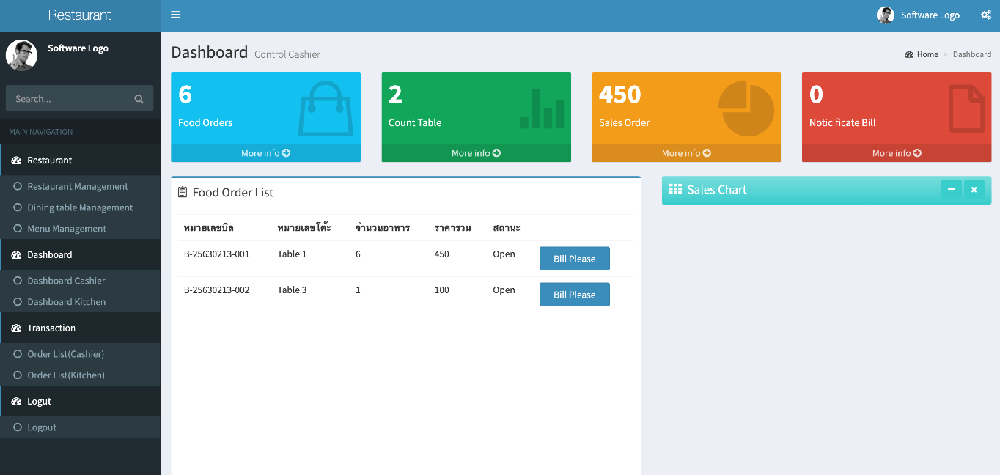 Restaurant
Software Logo
Software Logo
Search...
MAIN NAVIGATION
Restaurant
Restaurant Management
Dining table Management
Menu Management
Dashboard
Dashboard Cashier
Dashboard Kitchen
Transaction
Order List(Cashier)
Order List(Kitchen)
Logut
Logout
Dashboard Control Cashier
Home > Dashboard
6
Food Orders
More info
2
Count Table
More info
450
Sales Order
More info
0
Noticificate Bill
More info
Food Order List
หมายเลขบิล หมายเลขโต๊ะ จำนวนอาหาร ราคารวม สถานะ
B-25630213-001 Table 1 6 450 Open Bill Please
B-25630213-002 Table 3 1 100 Open Bill Please
Sales Chart